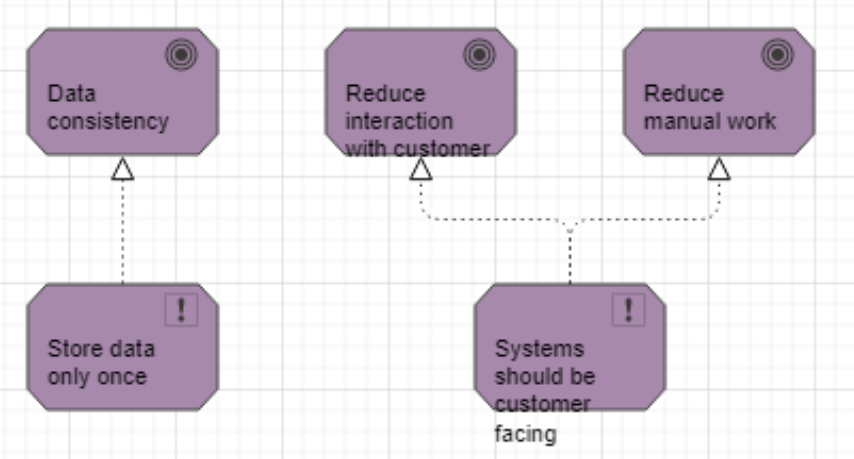 Data
consistency
Reduce
interaction
with customer
Reduce
manual work
!
Store data
only once
!
Systems
should be
customer
facing